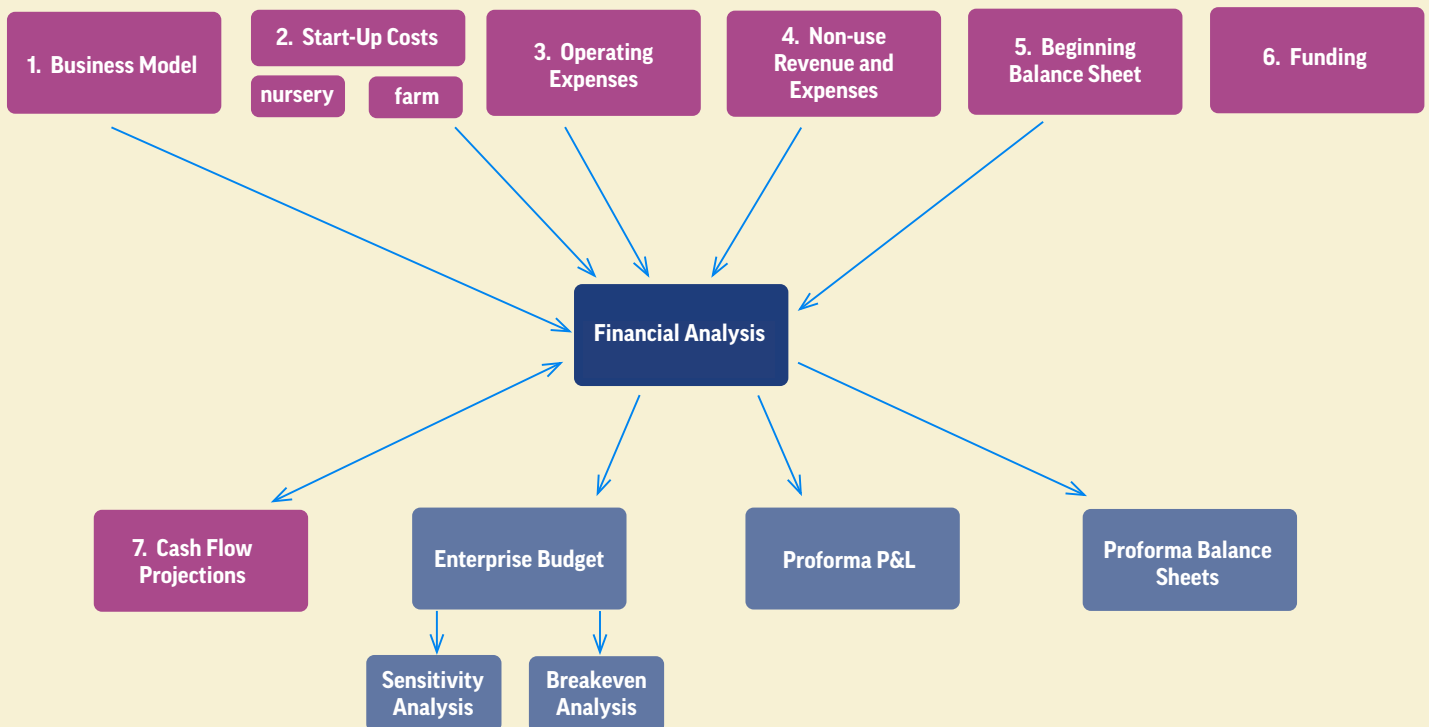 1. Business Model
2. Start-Up Costs
nursery
farm
3. Operating
Expenses
4. Non-use
Revenue and
Expenses
5. Beginning
Balance Sheet
6. Funding
Financial Analysis
7. Cash Flow
Projections
Enterprise Budget
Proforma P&L
Proforma Balance
Sheets
Sensitivity
Analysis
Breakeven
Analysis